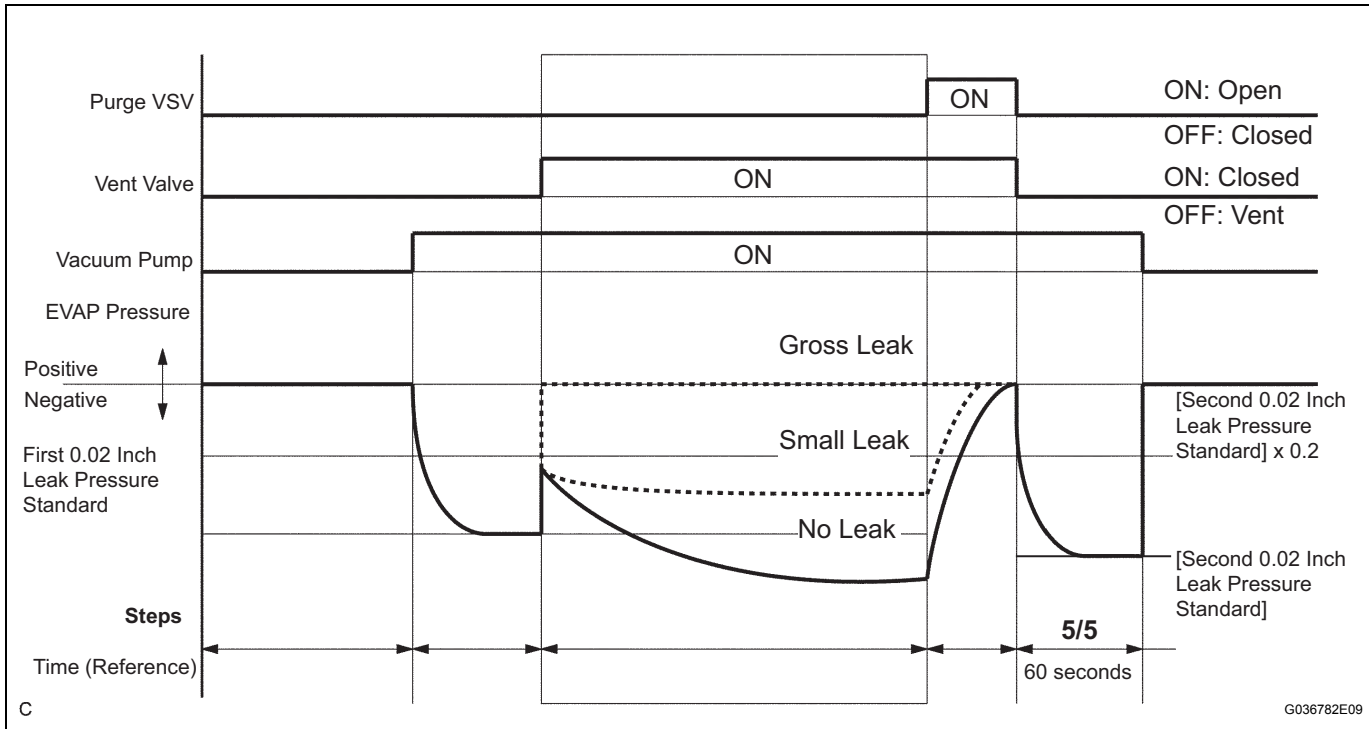 Purge VSV
ON
ON: Open
OFF: Closed
Vent Valve
ON
ON: Closed
OFF: Vent
Vacuum Pump
ON
EVAP Pressure
Gross Leak
Positive
Negative
[Second 0.02 Inch
Leak Pressure
Standard] x 0.2
First 0.02 Inch
Leak Pressure
Standard
Small Leak
No Leak
[Second 0.02 Inch
Leak Pressure
Standard]
Steps
5/5
Time (Reference)
60 seconds
C
G036782E09